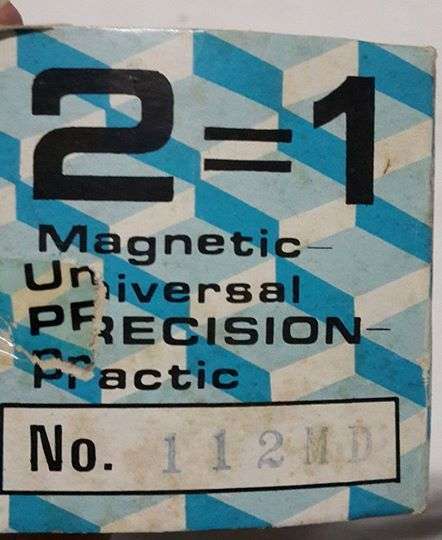 2=1
Magnetic–
Universal
PRECISION–
Practic
No. 112MD